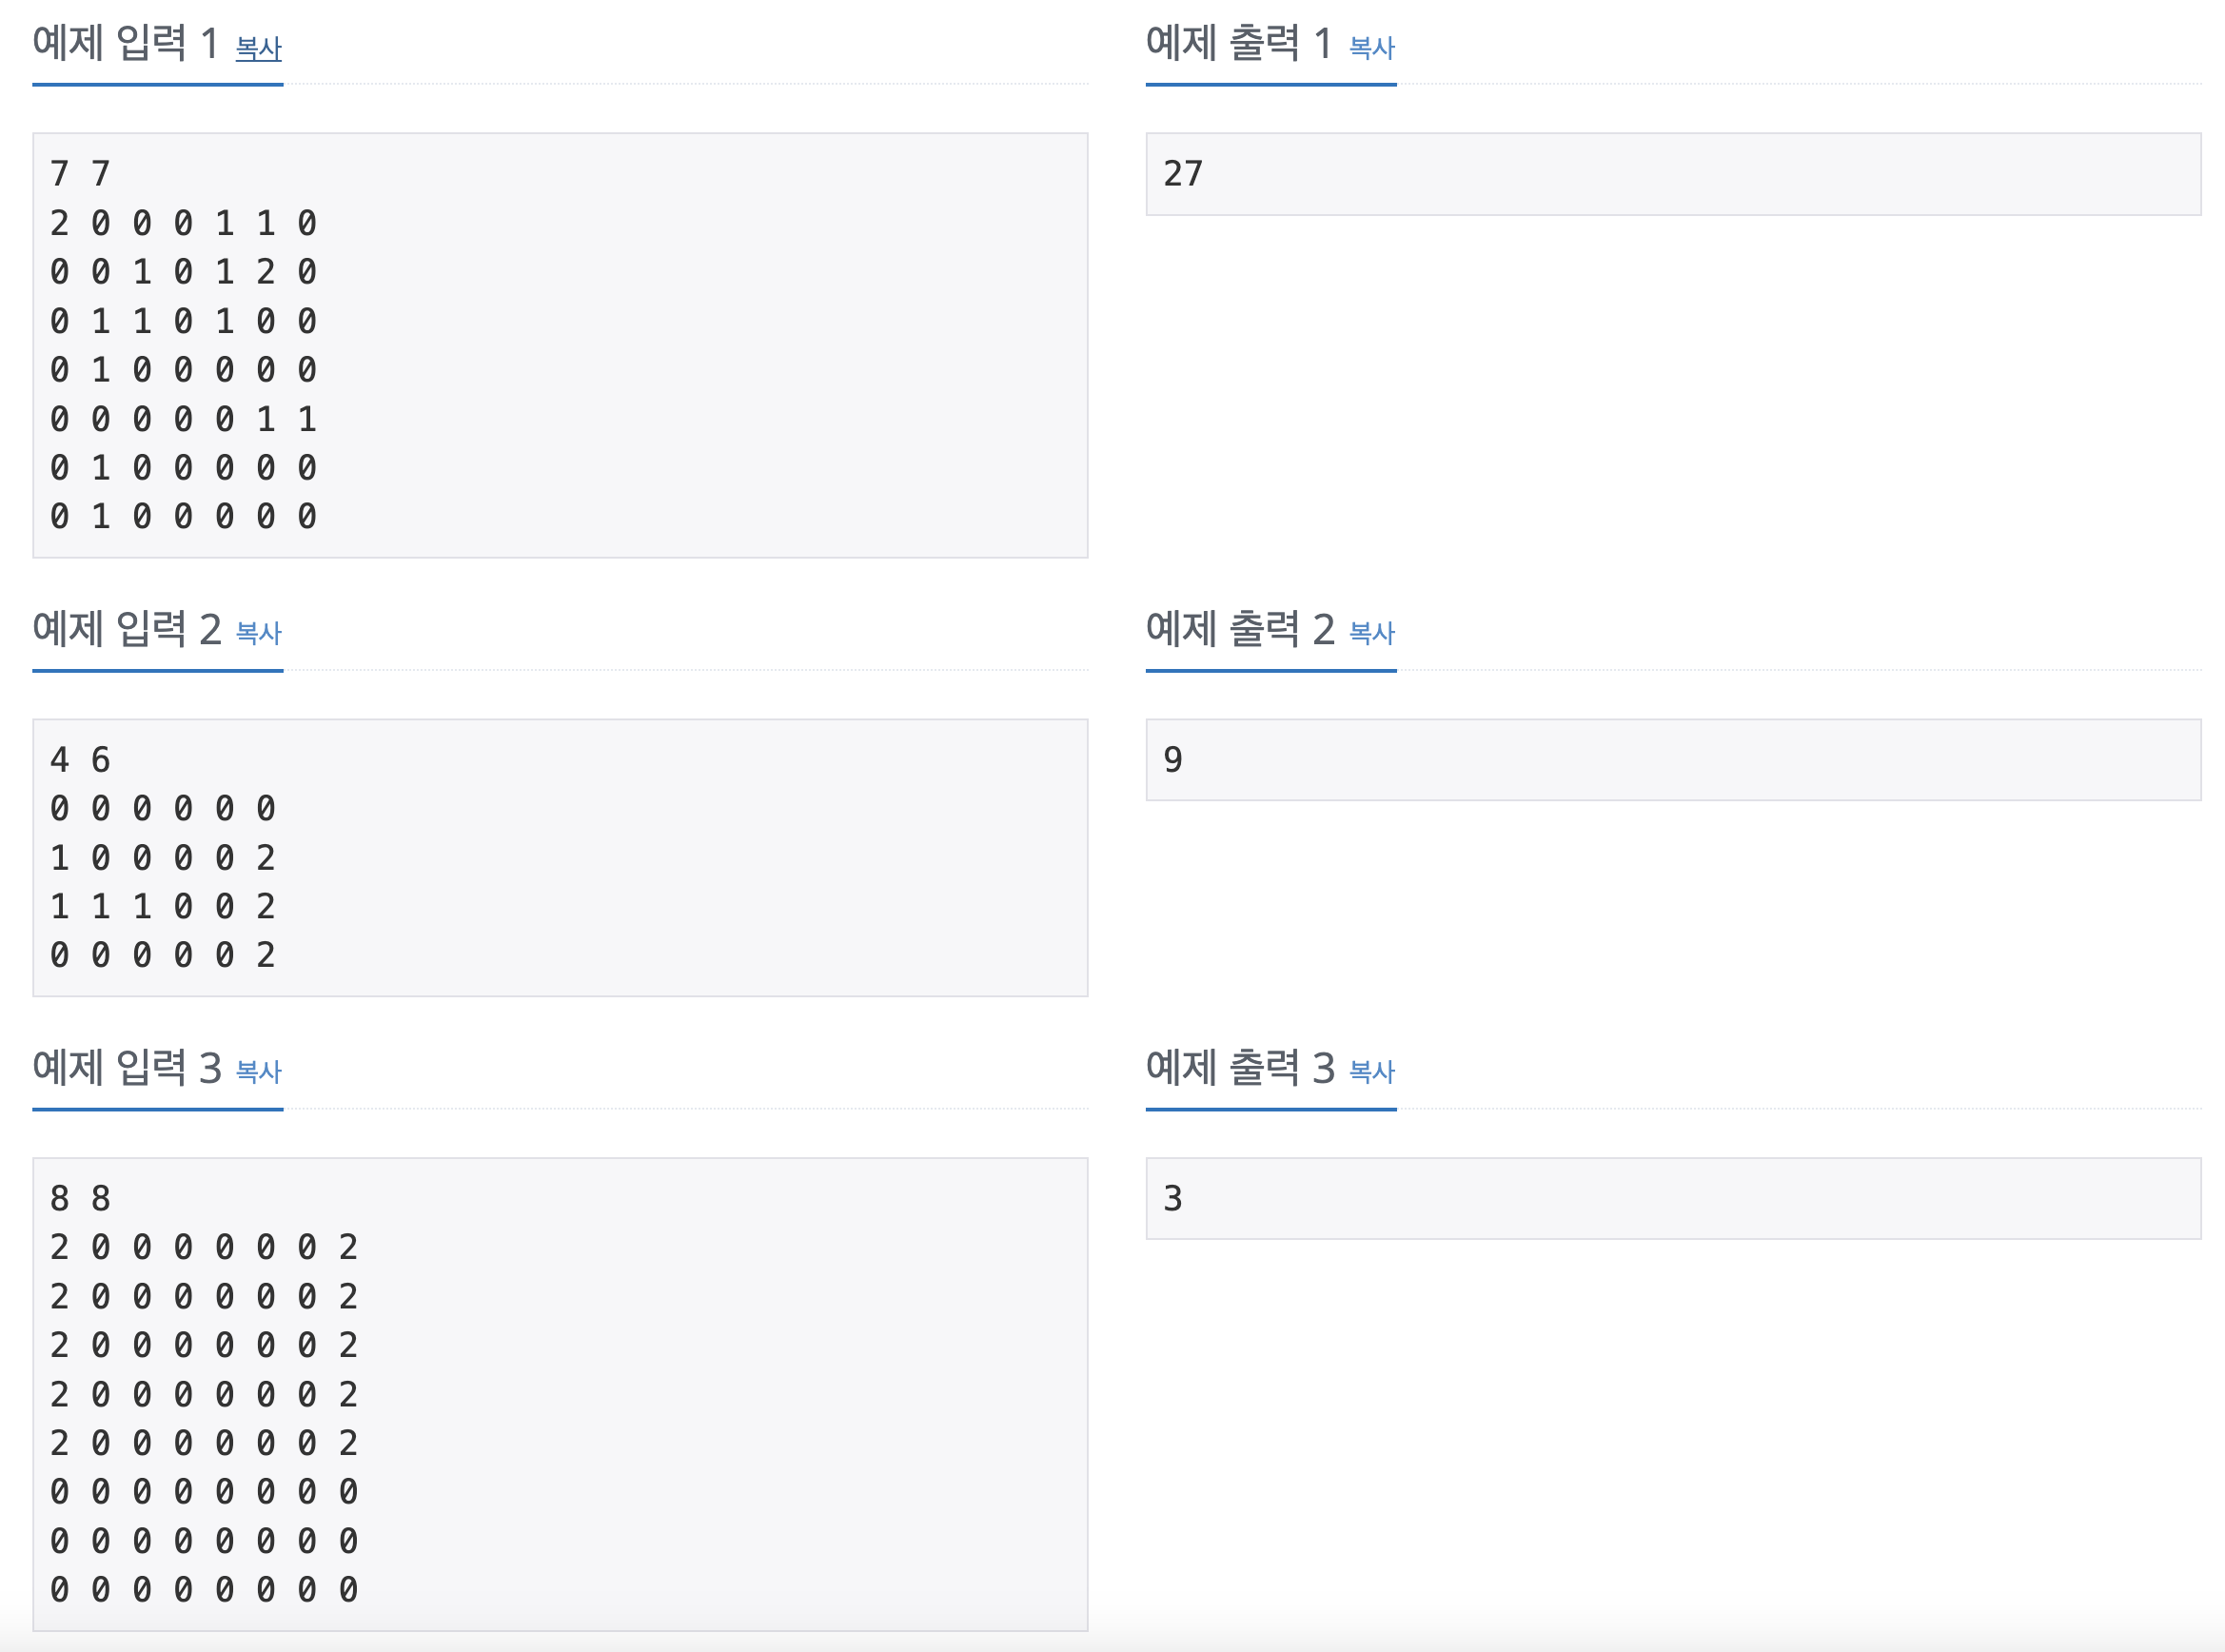 예제 입력 1 복사
7 7
2 0 0 0 1 1 0
0 0 1 0 1 2 0
0 1 1 0 1 0 0
0 1 0 0 0 0 0
0 0 0 0 0 1 1
0 1 0 0 0 0 0
0 1 0 0 0 0 0
예제 출력 1 복사
27
예제 입력 2 복사
4 6
0 0 0 0 0 0
1 0 0 0 0 2
1 1 1 0 0 2
0 0 0 0 0 2
예제 출력 2 복사
9
예제 입력 3 복사
8 8
2 0 0 0 0 0 0 2
2 0 0 0 0 0 0 2
2 0 0 0 0 0 0 2
2 0 0 0 0 0 0 2
2 0 0 0 0 0 0 2
0 0 0 0 0 0 0 0
0 0 0 0 0 0 0 0
0 0 0 0 0 0 0 0
예제 출력 3 복사
3